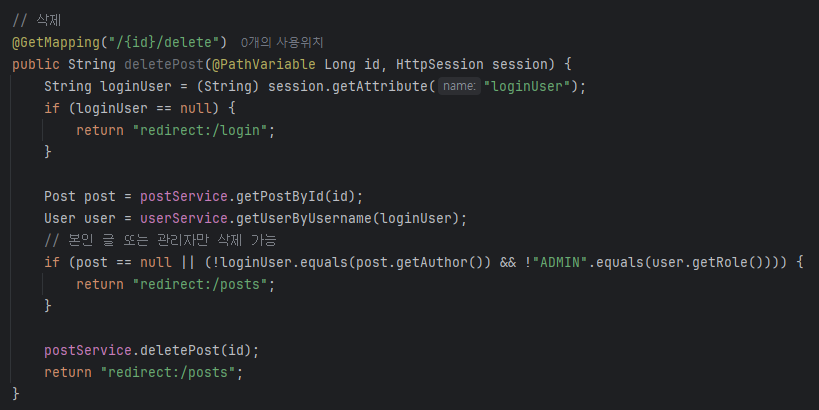 // 삭제
@GetMapping("/{id}/delete") 0개의 사용위치
public String deletePost(@PathVariable Long id, HttpSession session) {
    String loginUser = (String) session.getAttribute( name: "loginUser");
    if (loginUser == null) {
        return "redirect:/login";
    }

    Post post = postService.getPostById(id);
    User user = userService.getUserByUsername(loginUser);
    // 본인 글 또는 관리자만 삭제 가능
    if (post == null || (!loginUser.equals(post.getAuthor()) && !"ADMIN".equals(user.getRole()))) {
        return "redirect:/posts";
    }

    postService.deletePost(id);
    return "redirect:/posts";
}